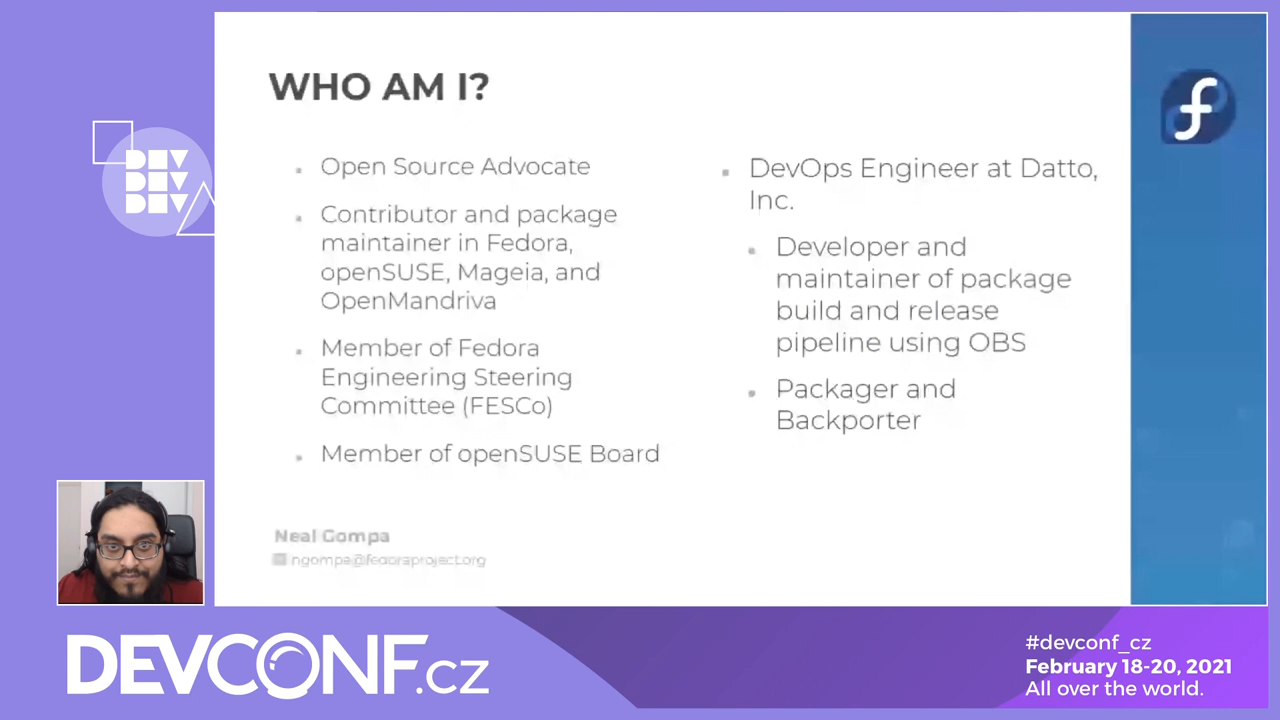 WHO AM I?
Open Source Advocate
Contributor and package
maintainer in Fedora,
openSUSE, Mageia, and
OpenMandriva
Member of Fedora
Engineering Steering
Committee (FESCo)
Member of openSUSE Board
DevOps Engineer at Datto,
Inc.
Developer and
maintainer of package
build and release
pipeline using OBS
Packager and
Backporter
Neal Gompa
ngompa@fedoraproject.org
DEV
DEV
DEV
DEVCONF.cz
#devconf_cz
February 18-20, 2021
All over the world.